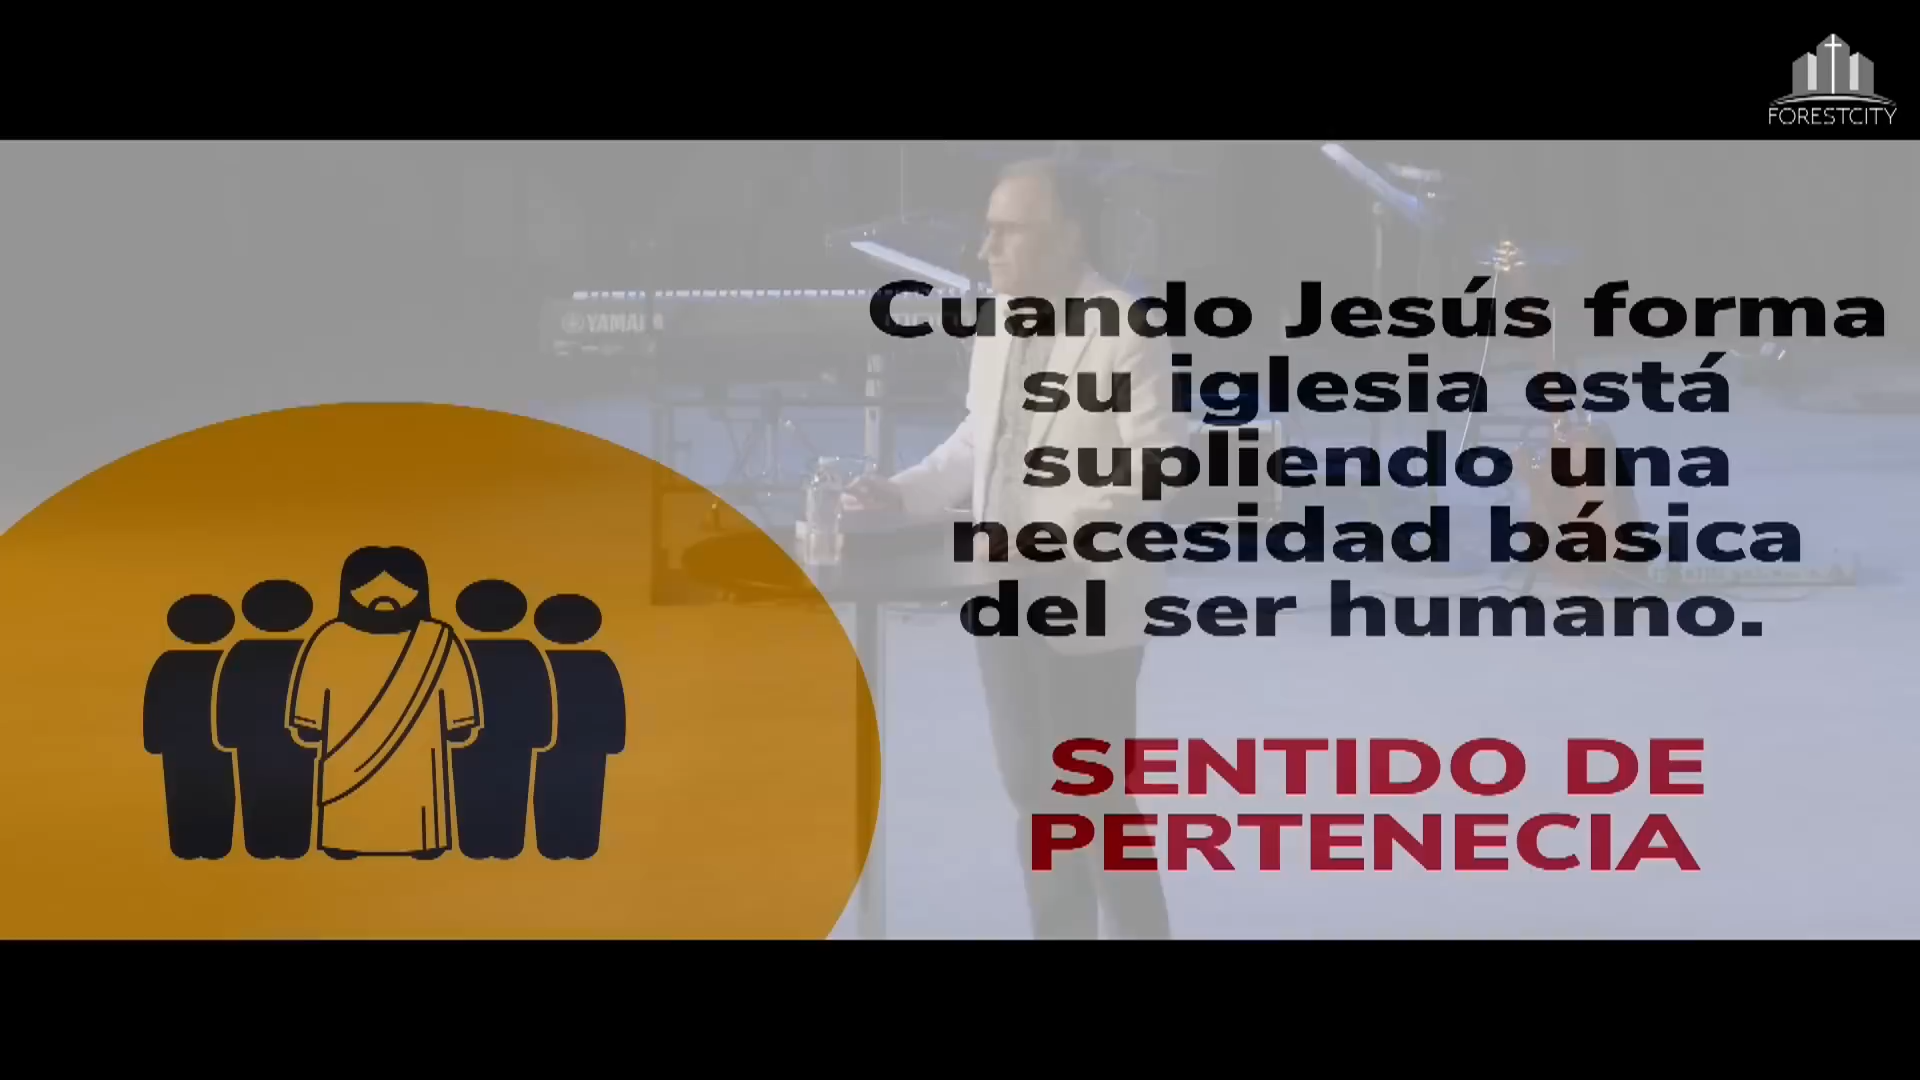 FORESTCITY
YAMAHA
Cuando Jesús forma
su iglesia está
supliendo una
necesidad básica
del ser humano.
SENTIDO DE
PERTENECIA